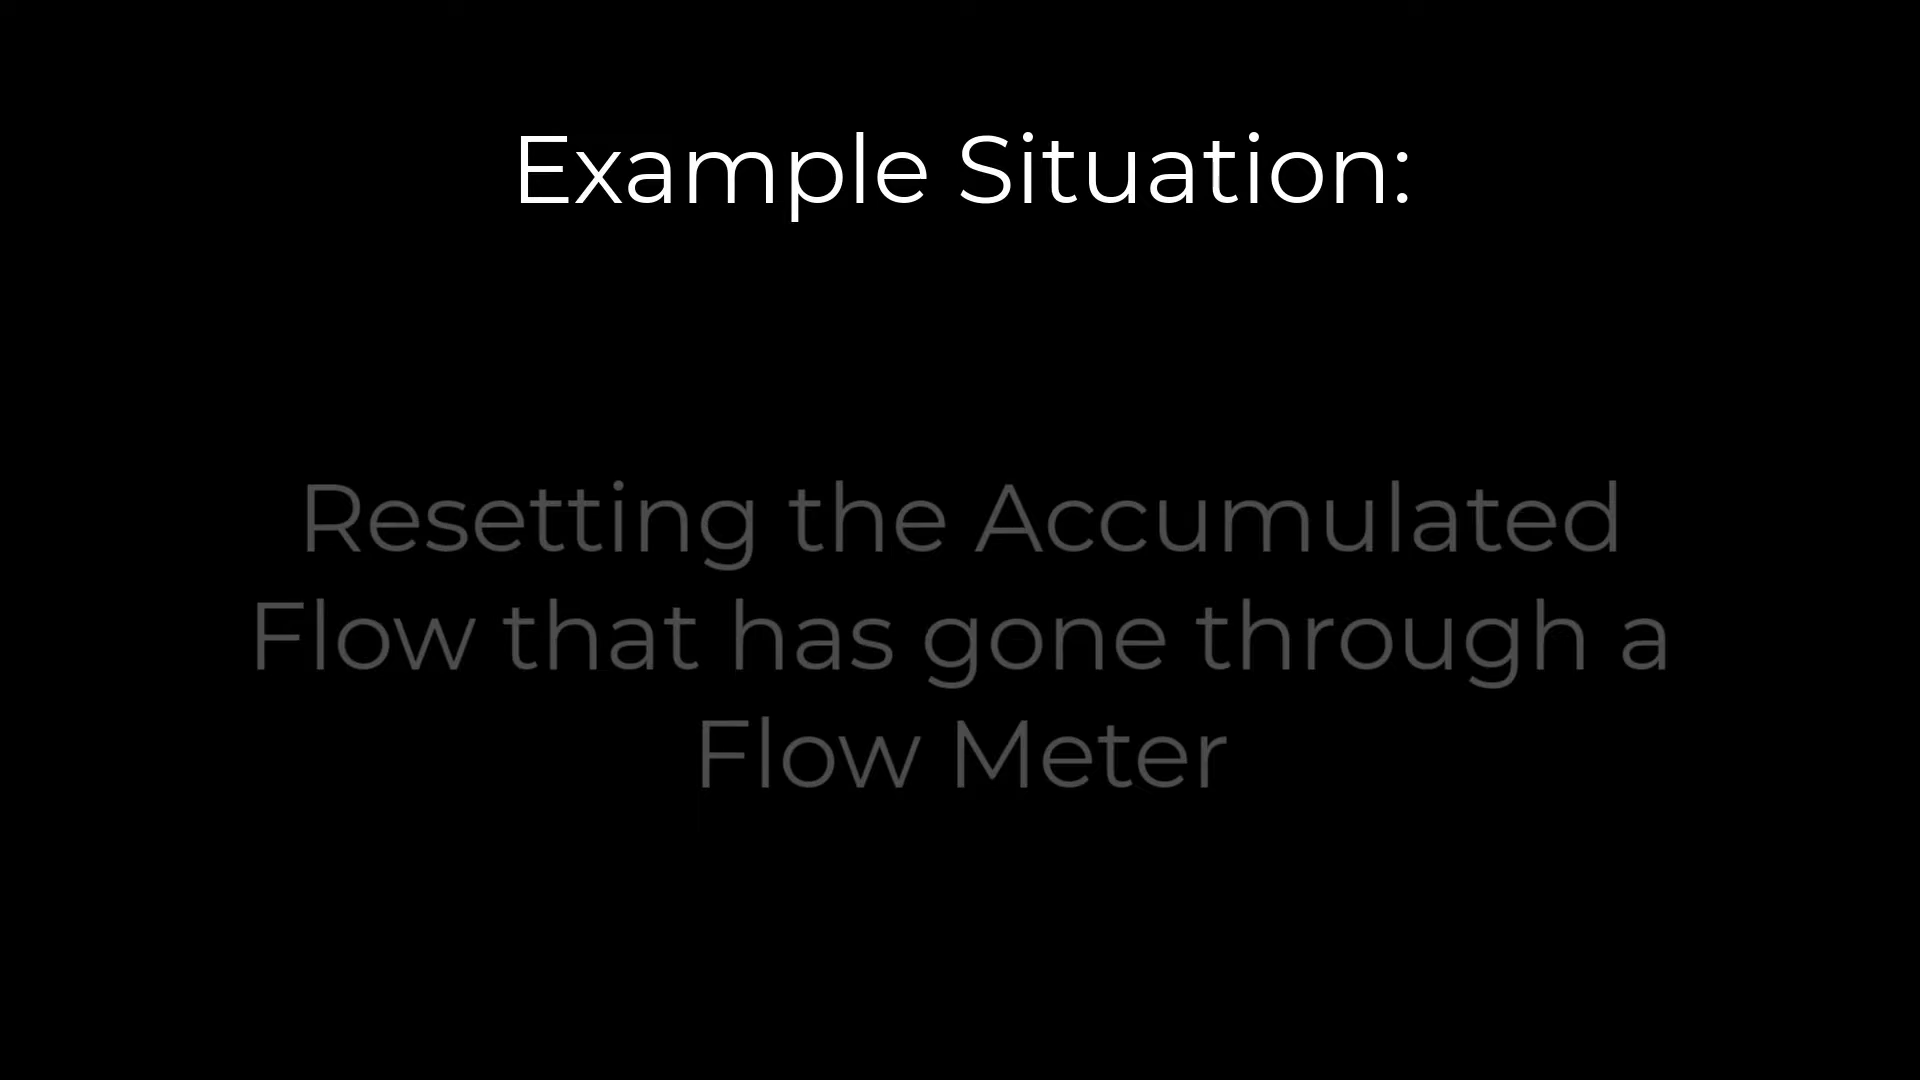 Example Situation:
Resetting the Accumulated
Flow that has gone through a
Flow Meter